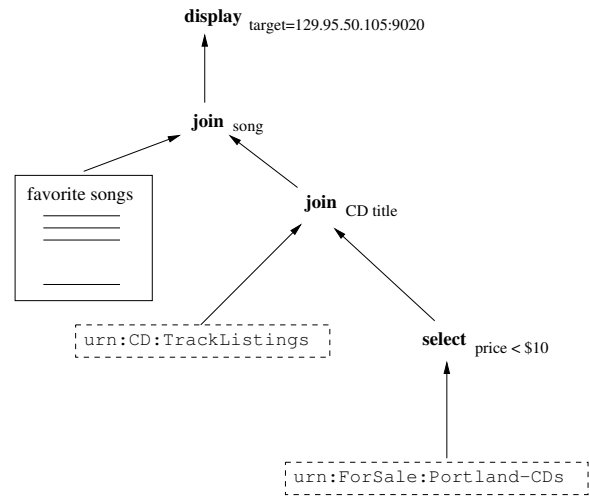 display target=129.95.50.105:9020
join song
favorite songs
join CD title
urn:CD:TrackListings
select price < $10
urn:ForSale:Portland-CDs